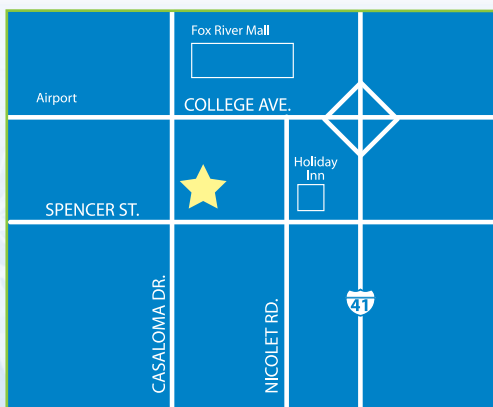 Fox River Mall
Airport
COLLEGE AVE.
Holiday
Inn
SPENCER ST.
CASALOMA DR.
NICOLET RD.
41